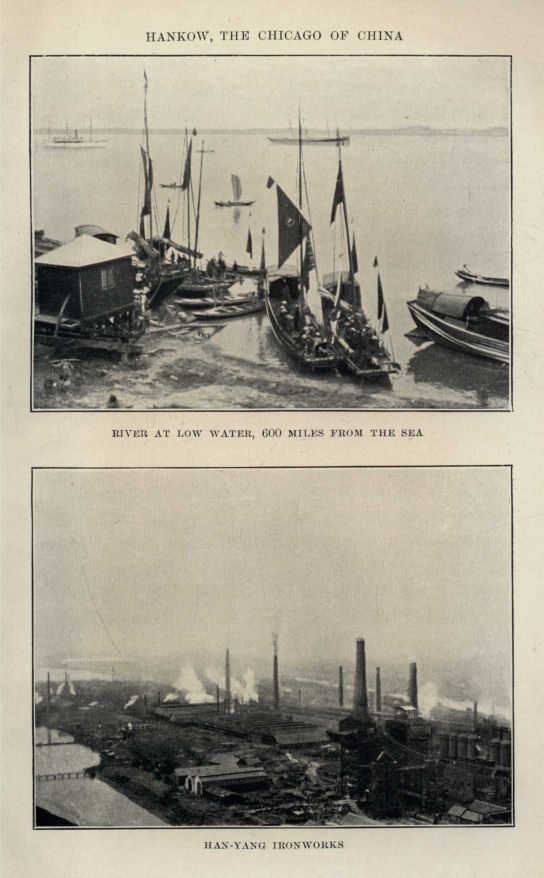 HANKOW, THE CHICAGO OF CHINA
RIVER AT LOW WATER, 600 MILES FROM THE SEA
HAN-YANG IRONWORKS